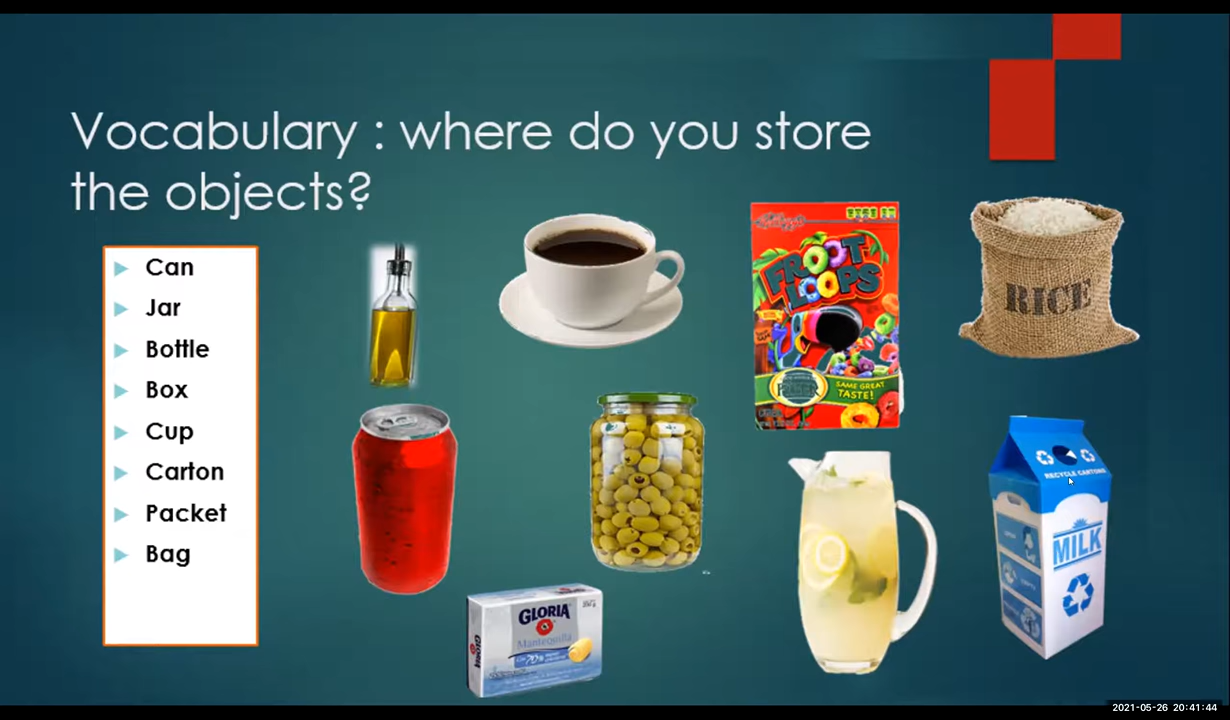 Vocabulary : where do you store
the objects?
Can
Jar
Bottle
Box
Cup
Carton
Packet
Bag
FROOT
LOOPS
SAME GREAT
TASTE!
RICE
RECYCLE CARTONS
MILK
GLORIA
Mantequilla
70%
2021-05-26 20:41:44